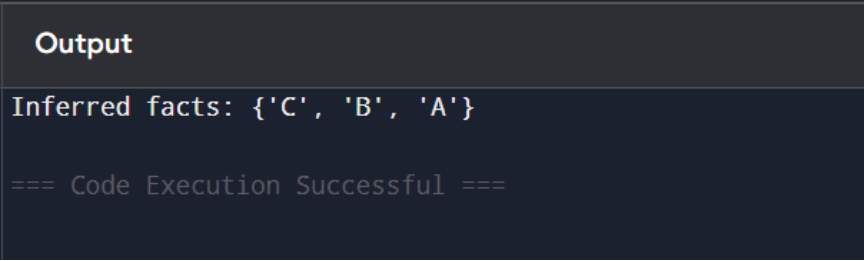 Output
Inferred facts: {'C', 'B', 'A'}
=== Code Execution Successful ===